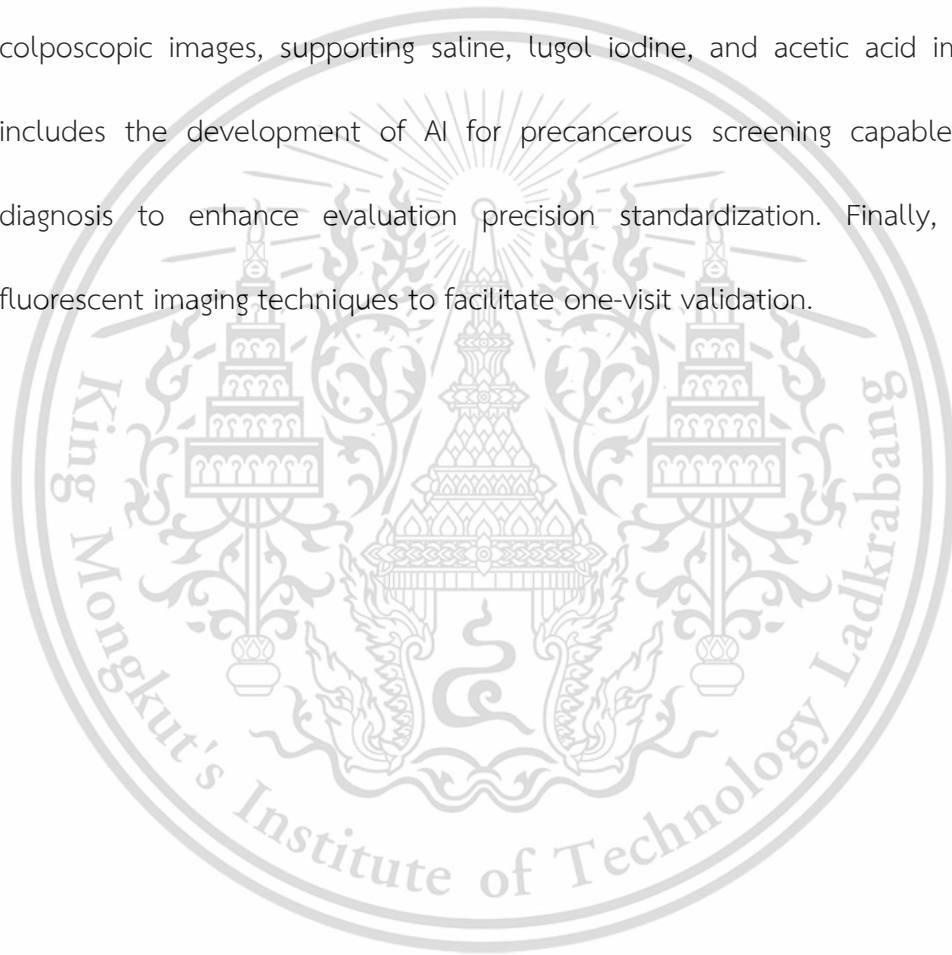 colposcopic images, supporting saline, lugol iodine, and acetic acid in
includes the development of AI for precancerous screening capable
diagnosis to enhance evaluation precision standardization. Finally,
fluorescent imaging techniques to facilitate one-visit validation.
King Mongkut's Institute of Technology Ladkrabang